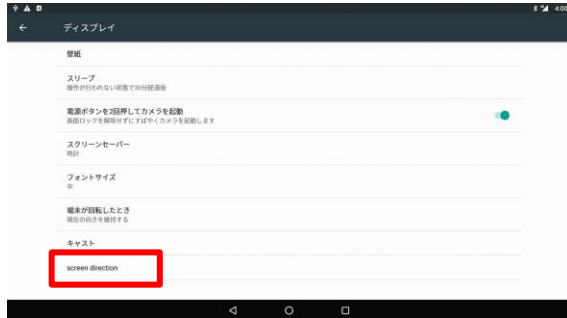 4:00
ディスプレイ
壁紙
スリープ
操作が行われない状態で30分経過後
電源ボタンを2回押してカメラを起動
画面ロックを解除せずにすばやくカメラを起動します
スクリーンセーバー
時計
フォントサイズ
中
端末が回転したとき
現在の向きを維持する
キャスト
screen direction